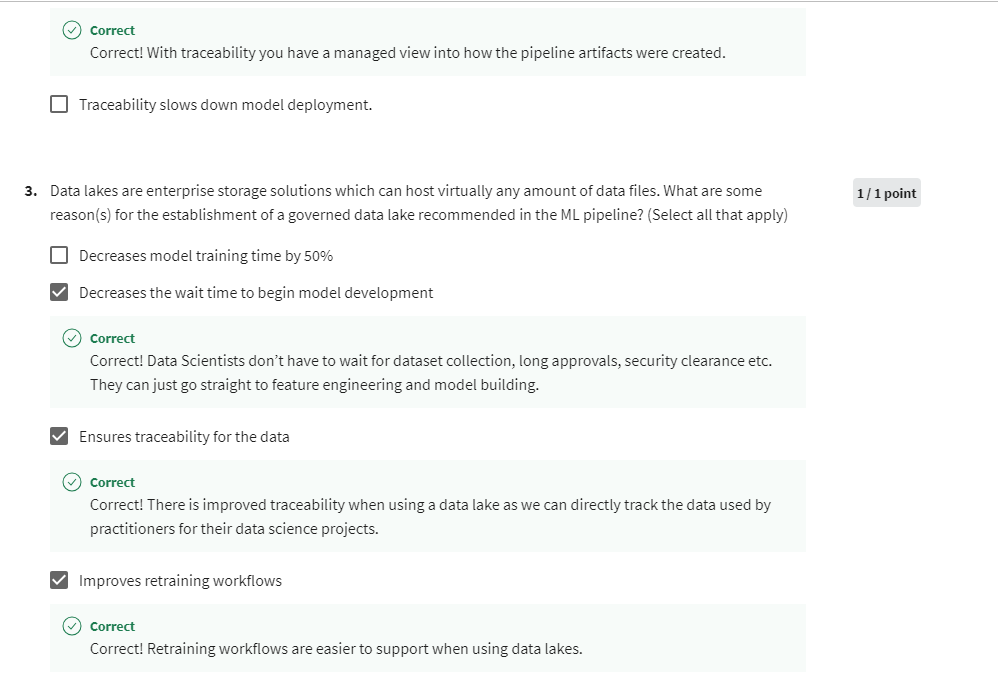 Correct
Correct! With traceability you have a managed view into how the pipeline artifacts were created.
Traceability slows down model deployment.
3. Data lakes are enterprise storage solutions which can host virtually any amount of data files. What are some
1 / 1 point
reason(s) for the establishment of a governed data lake recommended in the ML pipeline? (Select all that apply)
Decreases model training time by 50%
Decreases the wait time to begin model development
Correct
Correct! Data Scientists don’t have to wait for dataset collection, long approvals, security clearance etc.
They can just go straight to feature engineering and model building.
Ensures traceability for the data
Correct
Correct! There is improved traceability when using a data lake as we can directly track the data used by
practitioners for their data science projects.
Improves retraining workflows
Correct
Correct! Retraining workflows are easier to support when using data lakes.